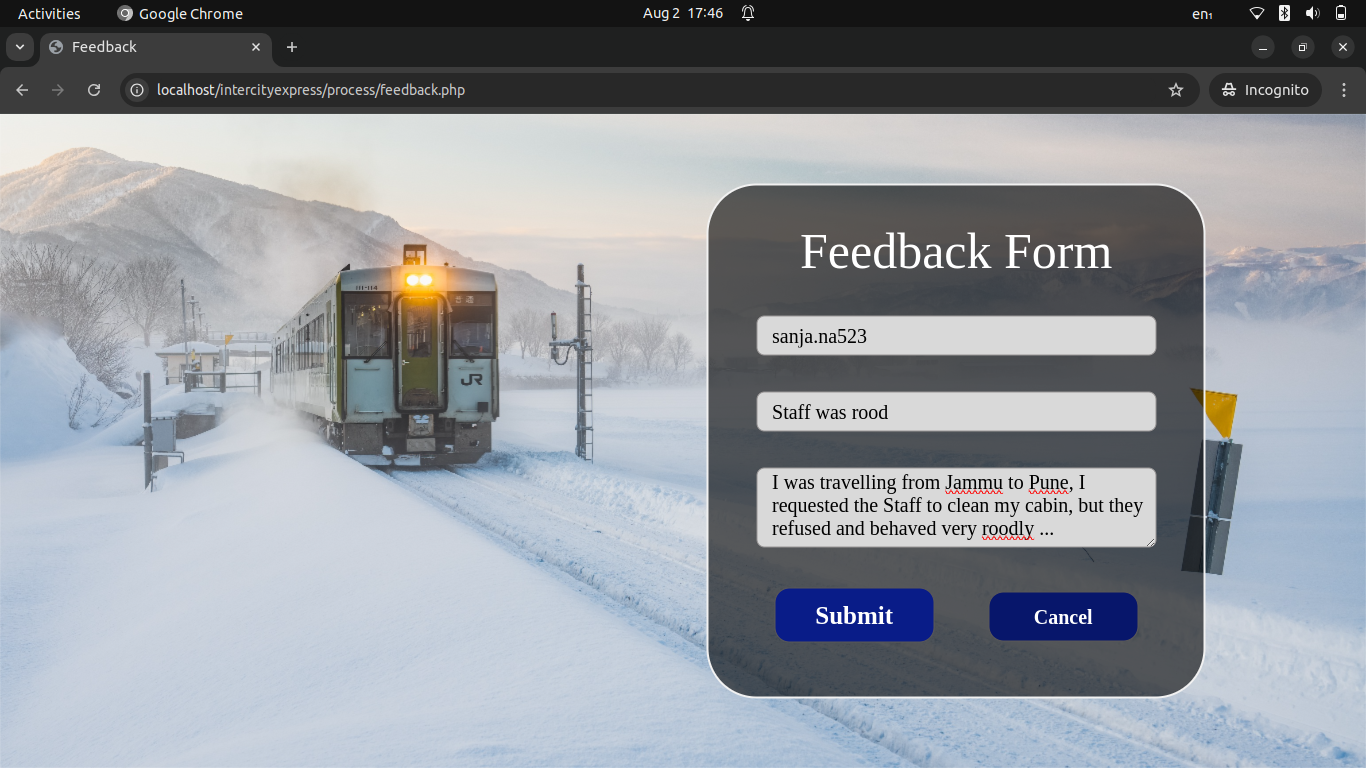 Activities Google Chrome Aug 2 17:46 en₁
Feedback
localhost/intercityexpress/process/feedback.php Incognito
Feedback Form
sanja.na523
Staff was rood
I was travelling from Jammu to Pune, I
requested the Staff to clean my cabin, but they
refused and behaved very roodly ...
Submit Cancel
JR